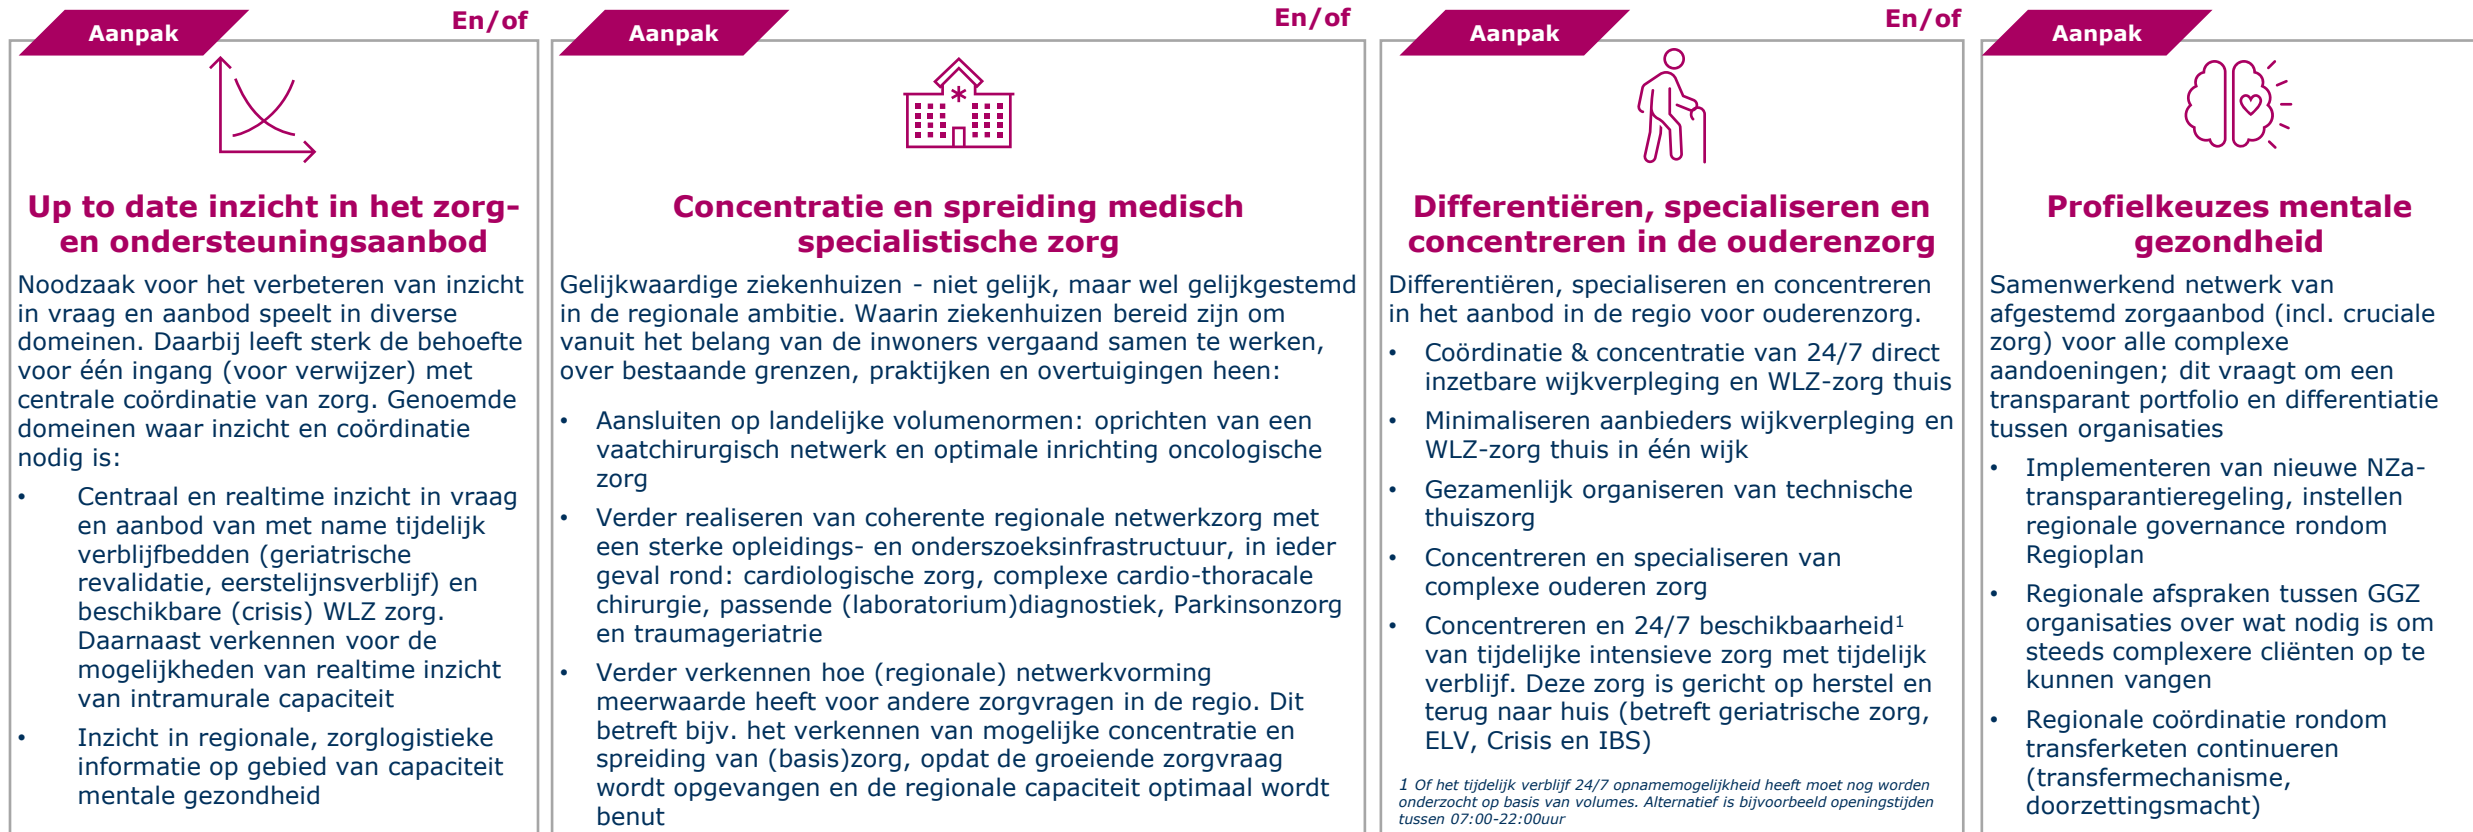 Aanpak
En/of
Up to date inzicht in het zorg-
en ondersteuningsaanbod
Noodzaak voor het verbeteren van inzicht
in vraag en aanbod speelt in diverse
domeinen. Daarbij leeft sterk de behoefte
voor één ingang (voor verwijzer) met
centrale coördinatie van zorg. Genoemde
domeinen waar inzicht en coördinatie
nodig is:
• Centraal en realtime inzicht in vraag
en aanbod van met name tijdelijk
verblijfbedden (geriatrische
revalidatie, eerstelijnsverblijf) en
beschikbare (crisis) WLZ zorg.
Daarnaast verkennen voor de
mogelijkheden van realtime inzicht
van intramurale capaciteit
• Inzicht in regionale, zorglogistieke
informatie op gebied van capaciteit
mentale gezondheid
Aanpak
En/of
Concentratie en spreiding medisch
specialistische zorg
Gelijkwaardige ziekenhuizen - niet gelijk, maar wel gelijkgestemd
in de regionale ambitie. Waarin ziekenhuizen bereid zijn om
vanuit het belang van de inwoners vergaand samen te werken,
over bestaande grenzen, praktijken en overtuigingen heen:
• Aansluiten op landelijke volumenormen: oprichten van een
vaatchirurgisch netwerk en optimale inrichting oncologische
zorg
• Verder realiseren van coherente regionale netwerkzorg met
een sterke opleidings- en onderszoeksinfrastructuur, in ieder
geval rond: cardiologische zorg, complexe cardio-thoracale
chirurgie, passende (laboratorium)diagnostiek, Parkinsonzorg
en traumageriatrie
• Verder verkennen hoe (regionale) netwerkvorming
meerwaarde heeft voor andere zorgvragen in de regio. Dit
betreft bijv. het verkennen van mogelijke concentratie en
spreiding van (basis)zorg, opdat de groeiende zorgvraag
wordt opgevangen en de regionale capaciteit optimaal wordt
benut
Aanpak
En/of
Differentiëren, specialiseren en
concentreren in de ouderenzorg
Differentiëren, specialiseren en concentreren
in het aanbod in de regio voor ouderenzorg.
• Coördinatie & concentratie van 24/7 direct
inzetbare wijkverpleging en WLZ-zorg thuis
• Minimaliseren aanbieders wijkverpleging en
WLZ-zorg thuis in één wijk
• Gezamenlijk organiseren van technische
thuiszorg
• Concentreren en specialiseren van
complexe ouderen zorg
• Concentreren en 24/7 beschikbaarheid¹
van tijdelijke intensieve zorg met tijdelijk
verblijf. Deze zorg is gericht op herstel en
terug naar huis (betreft geriatrische zorg,
ELV, Crisis en IBS)
1 Of het tijdelijk verblijf 24/7 opnamemogelijkheid heeft moet nog worden
onderzocht op basis van volumes. Alternatief is bijvoorbeeld openingstijden
tussen 07:00-22:00uur
Aanpak
Profielkeuzes mentale
gezondheid
Samenwerkend netwerk van
afgestemd zorgaanbod (incl. cruciale
zorg) voor alle complexe
aandoeningen; dit vraagt om een
transparant portfolio en differentiatie
tussen organisaties
• Implementeren van nieuwe NZa-
transparantieregeling, instellen
regionale governance rondom
Regioplan
• Regionale afspraken tussen GGZ
organisaties over wat nodig is om
steeds complexere cliënten op te
kunnen vangen
• Regionale coördinatie rondom
transferketen continueren
(transfermechanisme,
doorzettingsmacht)